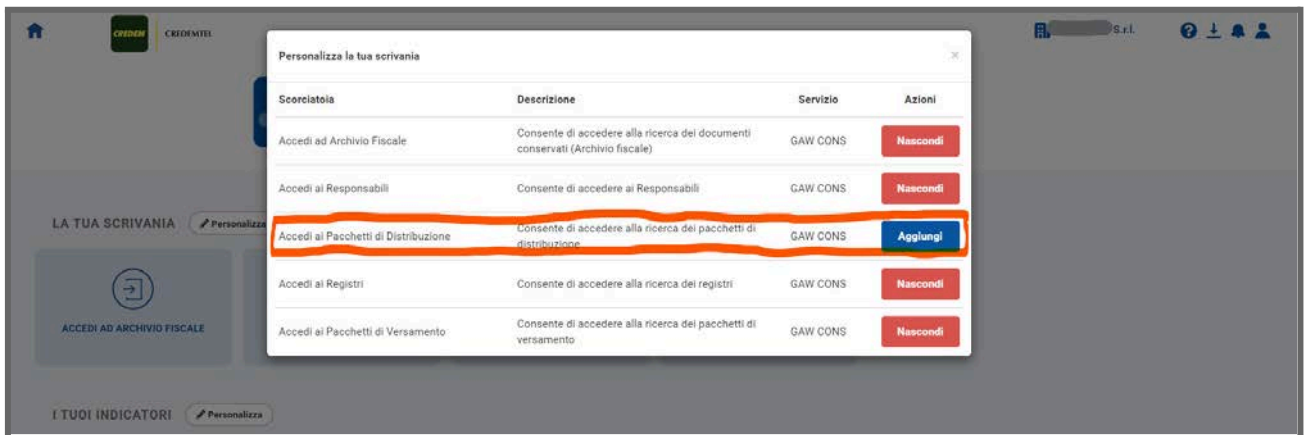 CREDEM
CREDEMTEL
S.r.l.
Personalizza la tua scrivania
×
Scorciatoia Descrizione Servizio Azioni
Accedi ad Archivio Fiscale Consente di accedere alla ricerca dei documenti conservati (Archivio fiscale) GAW CONS Nascondi
Accedi ai Responsabili Consente di accedere ai Responsabili GAW CONS Nascondi
Accedi ai Pacchetti di Distribuzione Consente di accedere alla ricerca dei pacchetti di distribuzione GAW CONS Aggiungi
Accedi ai Registri Consente di accedere alla ricerca dei registri GAW CONS Nascondi
Accedi ai Pacchetti di Versamento Consente di accedere alla ricerca dei pacchetti di versamento GAW CONS Nascondi
LA TUA SCRIVANIA Personalizza
ACCEDI AD ARCHIVIO FISCALE
I TUOI INDICATORI Personalizza